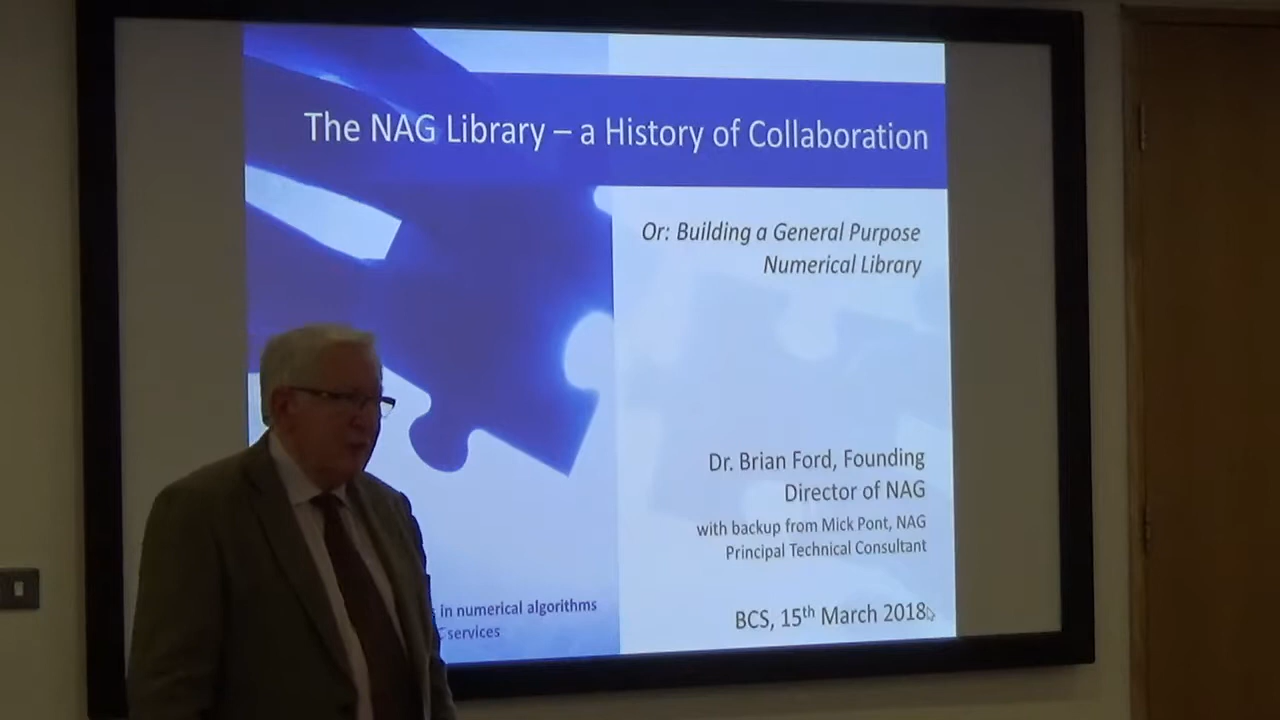 The NAG Library – a History of Collaboration
Or: Building a General Purpose
Numerical Library
Dr. Brian Ford, Founding
Director of NAG
with backup from Mick Pont, NAG
Principal Technical Consultant
in numerical algorithms
services
BCS, 15th March 2018